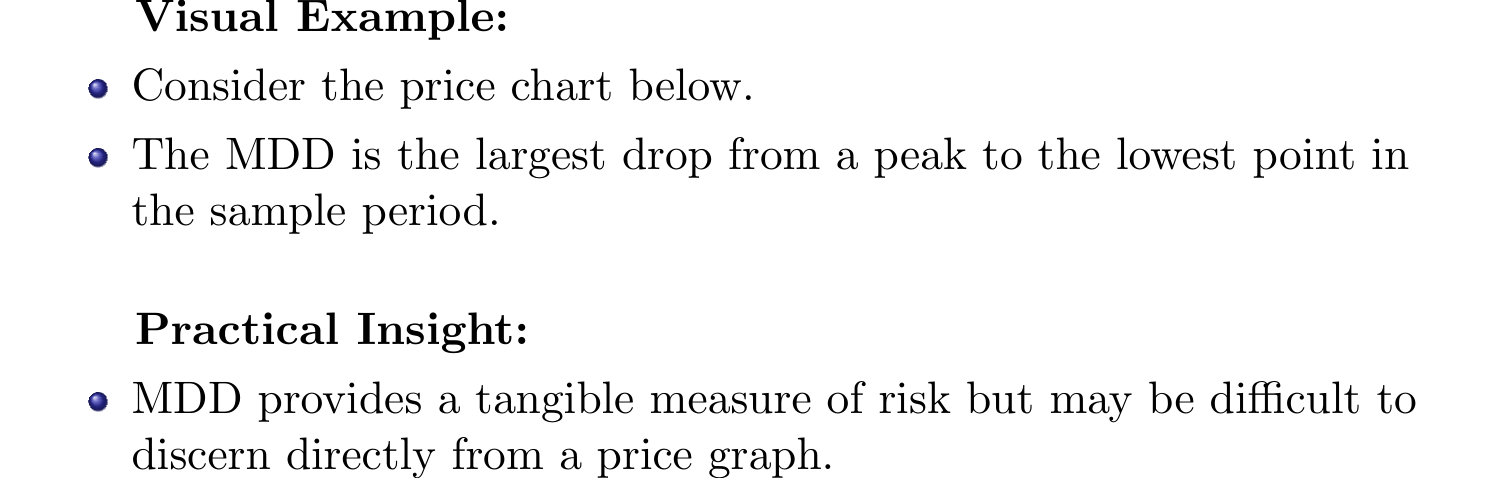 Visual Example:
Consider the price chart below.
The MDD is the largest drop from a peak to the lowest point in
the sample period.
Practical Insight:
MDD provides a tangible measure of risk but may be difficult to
discern directly from a price graph.